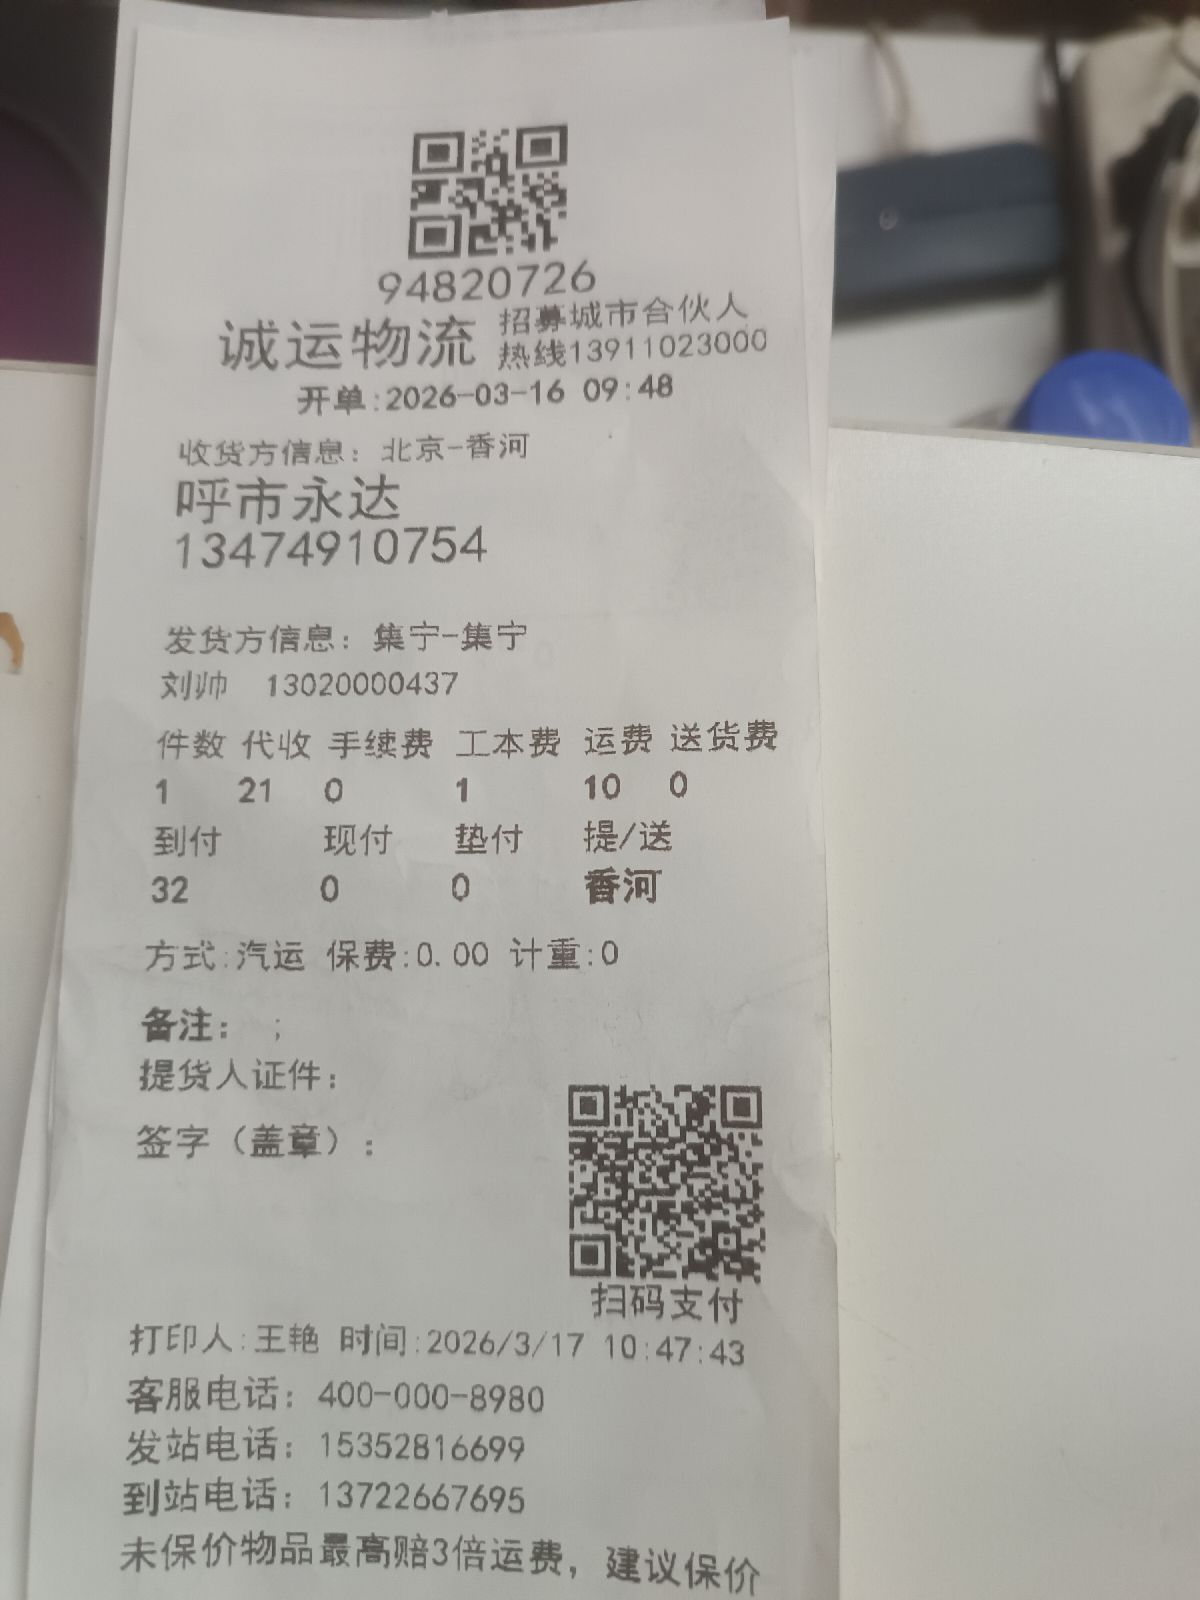 94820726
诚运物流 招募城市合伙人
热线13911023000
开单:2026-03-16 09:48
收货方信息: 北京-香河
呼市永达
13474910754
发货方信息: 集宁-集宁
刘帅 13020000437
件数 代收 手续费 工本费 运费 送货费
1 21 0 1 10 0
到付 现付 垫付 提/送
32 0 0 香河
方式:汽运 保费:0.00 计重:0
备注: ;
提货人证件:
签字（盖章）:
扫码支付
打印人:王艳 时间:2026/3/17 10:47:43
客服电话: 400-000-8980
发站电话: 15352816699
到站电话: 13722667695
未保价物品最高赔3倍运费, 建议保价